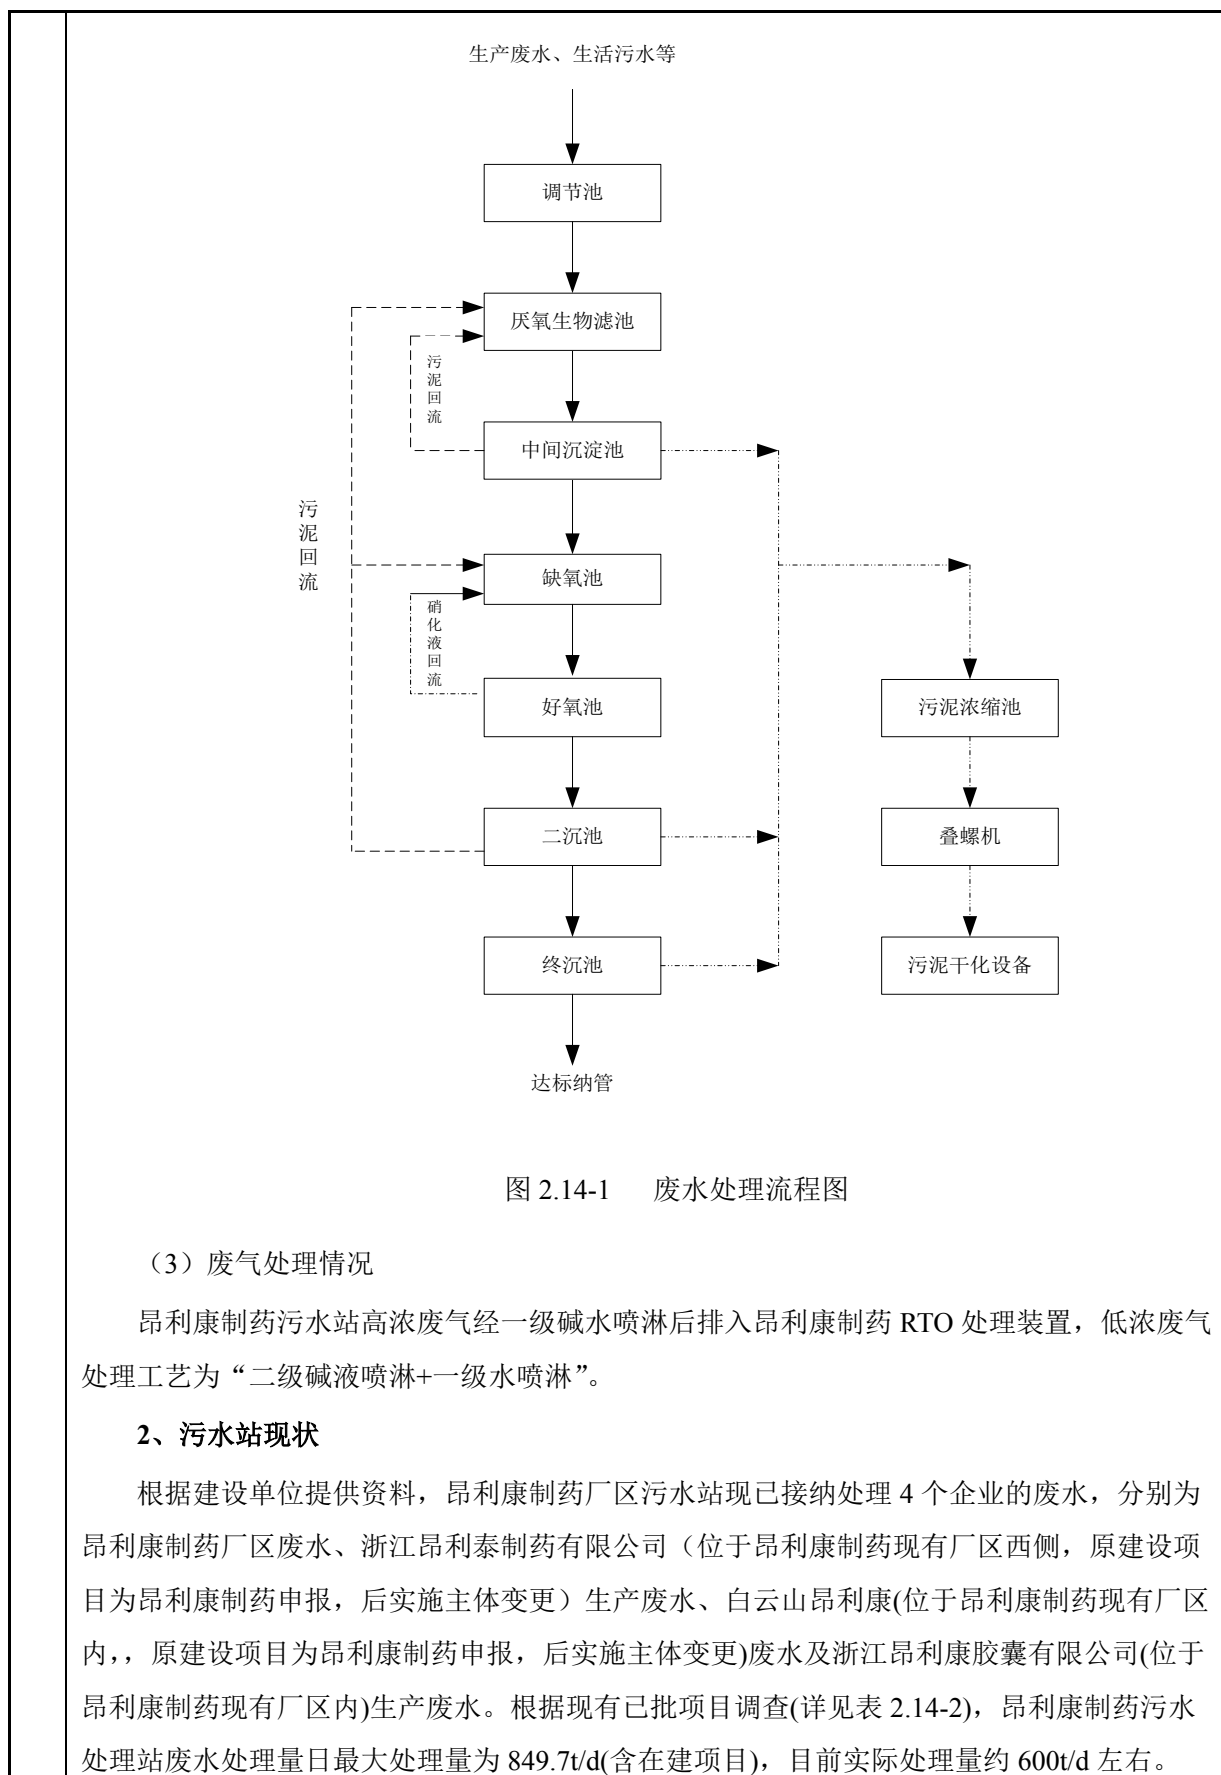 生产废水、生活污水等
调节池
厌氧生物滤池
污泥回流
中间沉淀池
污泥回流
缺氧池
硝化液回流
好氧池
污泥浓缩池
二沉池
叠螺机
终沉池
污泥干化设备
达标纳管
图 2.14-1 废水处理流程图
（3）废气处理情况
昂利康制药污水站高浓废气经一级碱水喷淋后排入昂利康制药 RTO 处理装置，低浓废气
处理工艺为“二级碱液喷淋+一级水喷淋”。
2、污水站现状
根据建设单位提供资料，昂利康制药厂区污水站现已接纳处理 4 个企业的废水，分别为
昂利康制药厂区废水、浙江昂利泰制药有限公司（位于昂利康制药现有厂区西侧，原建设项
目为昂利康制药申报，后实施主体变更）生产废水、白云山昂利康(位于昂利康制药现有厂区
内，，原建设项目为昂利康制药申报，后实施主体变更)废水及浙江昂利康胶囊有限公司(位于
昂利康制药现有厂区内)生产废水。根据现有已批项目调查(详见表 2.14-2)，昂利康制药污水
处理站废水处理量日最大处理量为 849.7t/d(含在建项目)，目前实际处理量约 600t/d 左右。